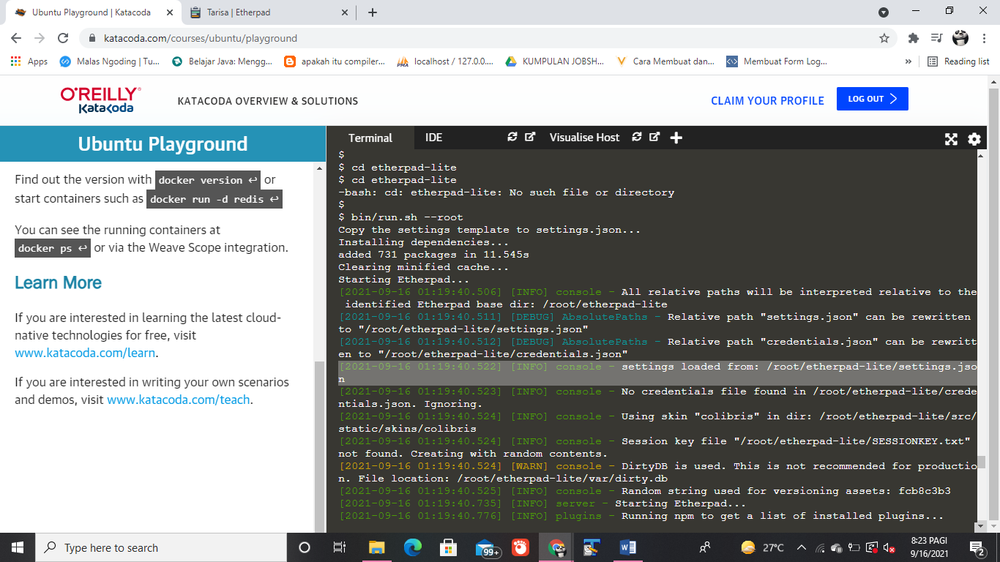 Ubuntu Playground | Katacoda
Tarisa | Etherpad
katacoda.com/courses/ubuntu/playground
Apps
Malas Ngoding | Tu...
Belajar Java: Mengg...
apakah itu compiler...
localhost / 127.0.0....
KUMPULAN JOBSH...
Cara Membuat dan...
Membuat Form Log...
»
Reading list
O'REILLY®
Katacoda
KATACODA OVERVIEW & SOLUTIONS
CLAIM YOUR PROFILE
LOG OUT
Ubuntu Playground
Find out the version with docker version ↩ or
start containers such as docker run -d redis ↩
You can see the running containers at
docker ps ↩ or via the Weave Scope integration.
Learn More
If you are interested in learning the latest cloud-
native technologies for free, visit
www.katacoda.com/learn.
If you are interested in writing your own scenarios
and demos, visit www.katacoda.com/teach.
Terminal
IDE
Visualise Host
$
$ cd etherpad-lite
$ cd etherpad-lite
-bash: cd: etherpad-lite: No such file or directory
$
$ bin/run.sh --root
Copy the settings template to settings.json...
Installing dependencies...
added 731 packages in 11.545s
Clearing minified cache...
Starting Etherpad...
[2021-09-16 01:19:40.506] [INFO] console - All relative paths will be interpreted relative to the
identified Etherpad base dir: /root/etherpad-lite
[2021-09-16 01:19:40.511] [DEBUG] AbsolutePaths - Relative path "settings.json" can be rewritten
to "/root/etherpad-lite/settings.json"
[2021-09-16 01:19:40.512] [DEBUG] AbsolutePaths - Relative path "credentials.json" can be rewritt
en to "/root/etherpad-lite/credentials.json"
[2021-09-16 01:19:40.522] [INFO] console - settings loaded from: /root/etherpad-lite/settings.jso
n
[2021-09-16 01:19:40.523] [INFO] console - No credentials file found in /root/etherpad-lite/crede
ntials.json. Ignoring.
[2021-09-16 01:19:40.524] [INFO] console - Using skin "colibris" in dir: /root/etherpad-lite/src/
static/skins/colibris
[2021-09-16 01:19:40.524] [INFO] console - Session key file "/root/etherpad-lite/SESSIONKEY.txt"
not found. Creating with random contents.
[2021-09-16 01:19:40.524] [WARN] console - DirtyDB is used. This is not recommended for productio
n. File location: /root/etherpad-lite/var/dirty.db
[2021-09-16 01:19:40.525] [INFO] console - Random string used for versioning assets: fcb8c3b3
[2021-09-16 01:19:40.735] [INFO] server - Starting Etherpad...
[2021-09-16 01:19:40.776] [INFO] plugins - Running npm to get a list of installed plugins...
Type here to search
99+
27°C
8:23 PAGI
9/16/2021
2